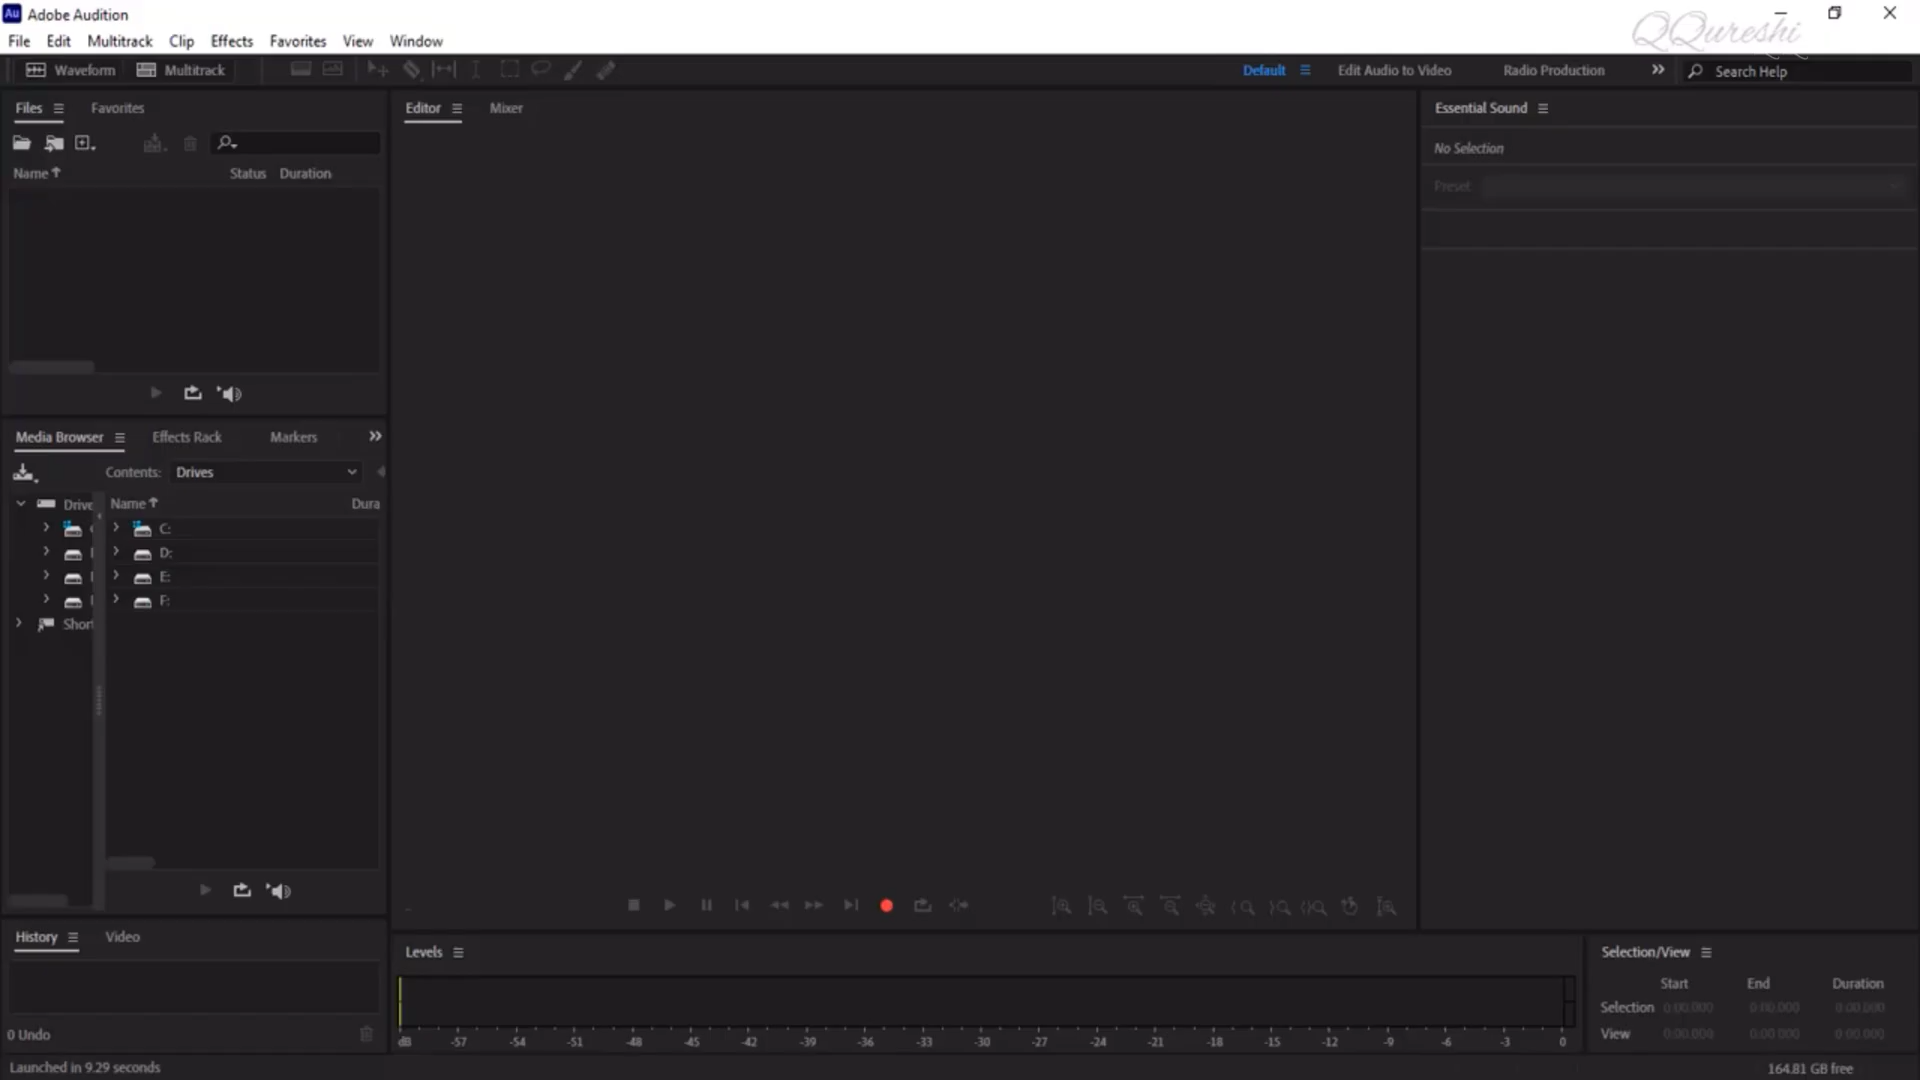 Au Adobe Audition
QQureshi
File Edit Multitrack Clip Effects Favorites View Window
Waveform Multitrack Default Edit Audio to Video Radio Production Search Help
Files Favorites
Name Status Duration
Editor Mixer
Essential Sound
No Selection
Preset
Media Browser Effects Rack Markers
Contents: Drives
Drive
Shor
Name Dura
C:
D:
E:
F:
History Video
0 Undo
Levels
dB -57 -54 -51 -48 -45 -42 -39 -36 -33 -30 -27 -24 -21 -18 -15 -12 -9 -6 -3 0
Selection/View
Start End Duration
Selection 0:00.000 0:00.000 0:00.000
View 0:00.000 0:00.000 0:00.000
Launched in 9.29 seconds
164.81 GB free